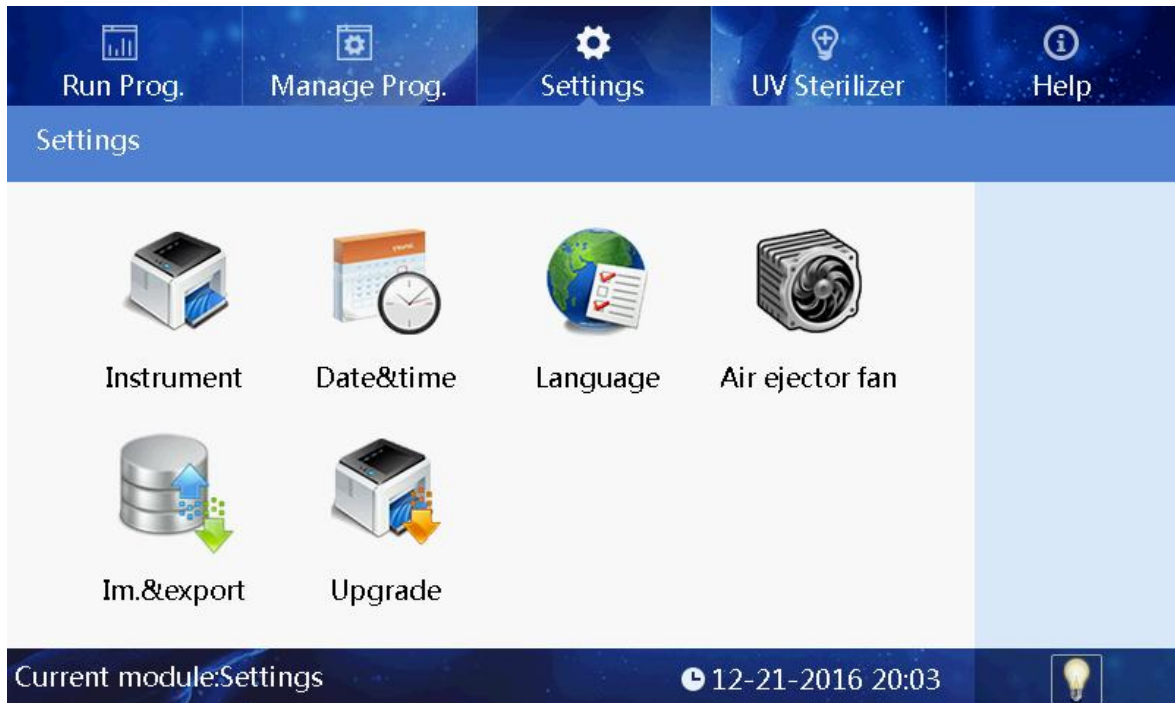 Run Prog. Manage Prog. Settings UV Sterilizer Help
Settings
Instrument Date&time Language Air ejector fan
Im.&export Upgrade
Current module:Settings 12-21-2016 20:03